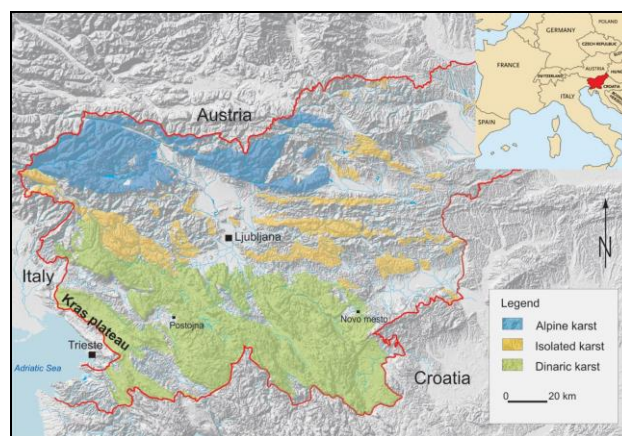 POLAND
GERMANY
CZECH REPUBLIC
FRANCE
AUSTRIA
SWITZERLAND
CROATIA
ITALY
SPAIN
Austria
Ljubljana
Italy
Kras plateau
Postojna
Novo mesto
Trieste
Adriatic Sea
Croatia
N
Legend
Alpine karst
Isolated karst
Dinaric karst
0 20 km